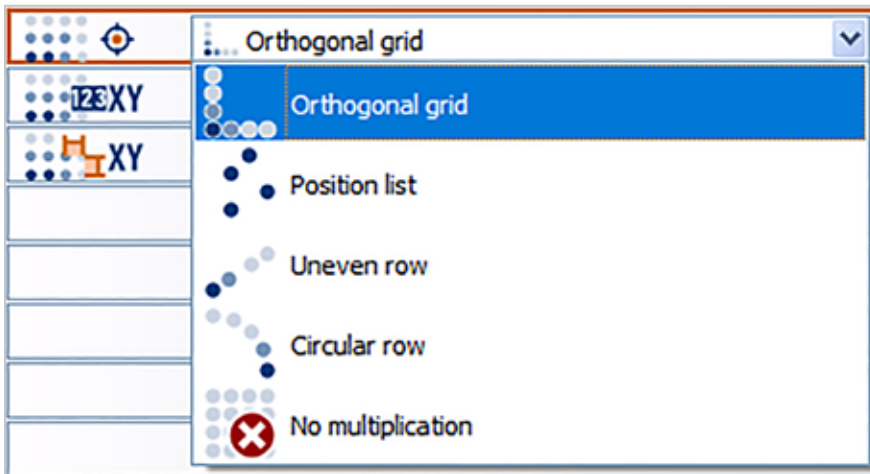 Orthogonal grid
123XY
Orthogonal grid
XY
Position list
Uneven row
Circular row
No multiplication